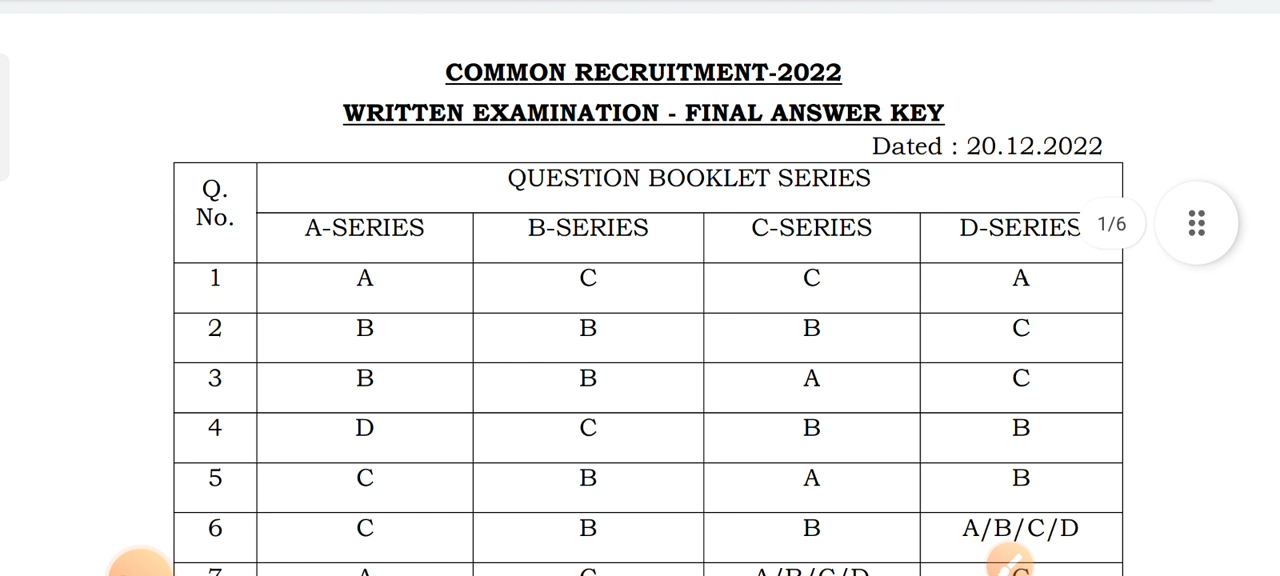 COMMON RECRUITMENT-2022
WRITTEN EXAMINATION - FINAL ANSWER KEY
Dated : 20.12.2022
Q. No. QUESTION BOOKLET SERIES
A-SERIES B-SERIES C-SERIES D-SERIES
1/6
1 A C C A
2 B B B C
3 B B A C
4 D C B B
5 C B A B
6 C B B A/B/C/D
7 A C A/B/C/D C